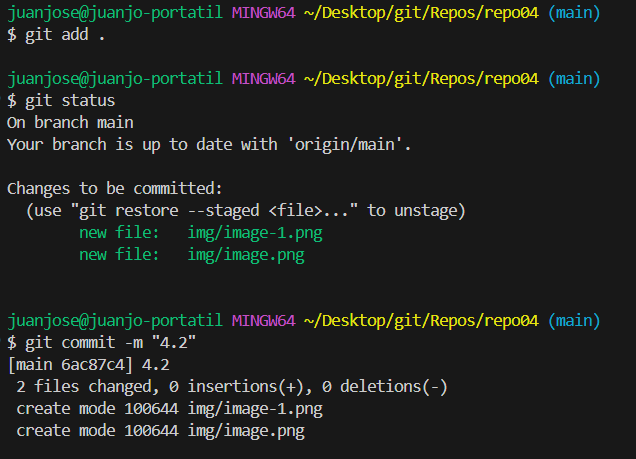 juanjose@juanjo-portatil MINGW64 ~/Desktop/git/Repos/repo04 (main)
$ git add .
juanjose@juanjo-portatil MINGW64 ~/Desktop/git/Repos/repo04 (main)
$ git status
On branch main
Your branch is up to date with 'origin/main'.
Changes to be committed:
  (use "git restore --staged <file>..." to unstage)
        new file:   img/image-1.png
        new file:   img/image.png
juanjose@juanjo-portatil MINGW64 ~/Desktop/git/Repos/repo04 (main)
$ git commit -m "4.2"
[main 6ac87c4] 4.2
 2 files changed, 0 insertions(+), 0 deletions(-)
 create mode 100644 img/image-1.png
 create mode 100644 img/image.png